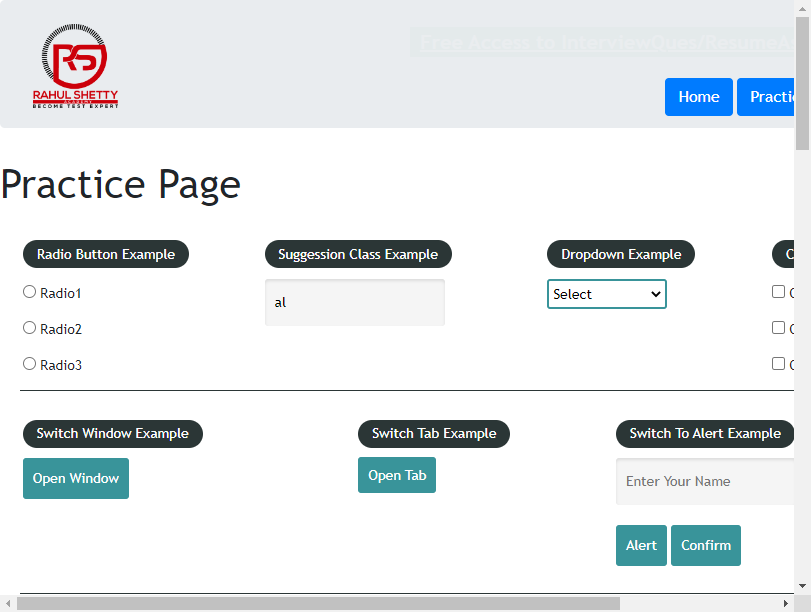 Free Access to InterviewQues/Resume
RAHUL SHETTY
ACADEMY
BECOME TEST EXPERT
Home
Practic
Practice Page
Radio Button Example
Suggession Class Example
Dropdown Example
Radio1
al
Select
Radio2
Radio3
Switch Window Example
Switch Tab Example
Switch To Alert Example
Open Window
Open Tab
Enter Your Name
Alert
Confirm